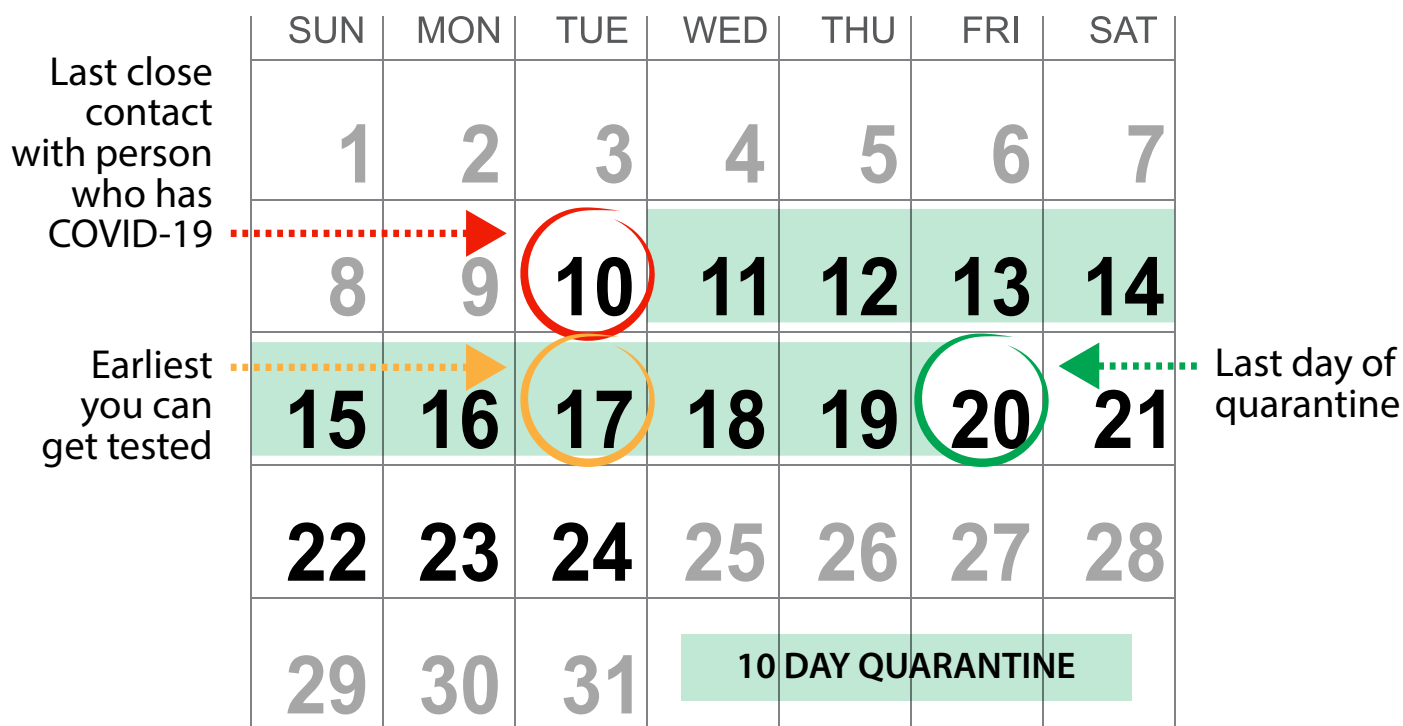 SUN MON TUE WED THU FRI SAT
Last close
contact
with person
who has
COVID-19
1 2 3 4 5 6 7
8 9 10 11 12 13 14
Earliest
you can
get tested
15 16 17 18 19 20 21
Last day of
quarantine
22 23 24 25 26 27 28
29 30 31
10 DAY QUARANTINE